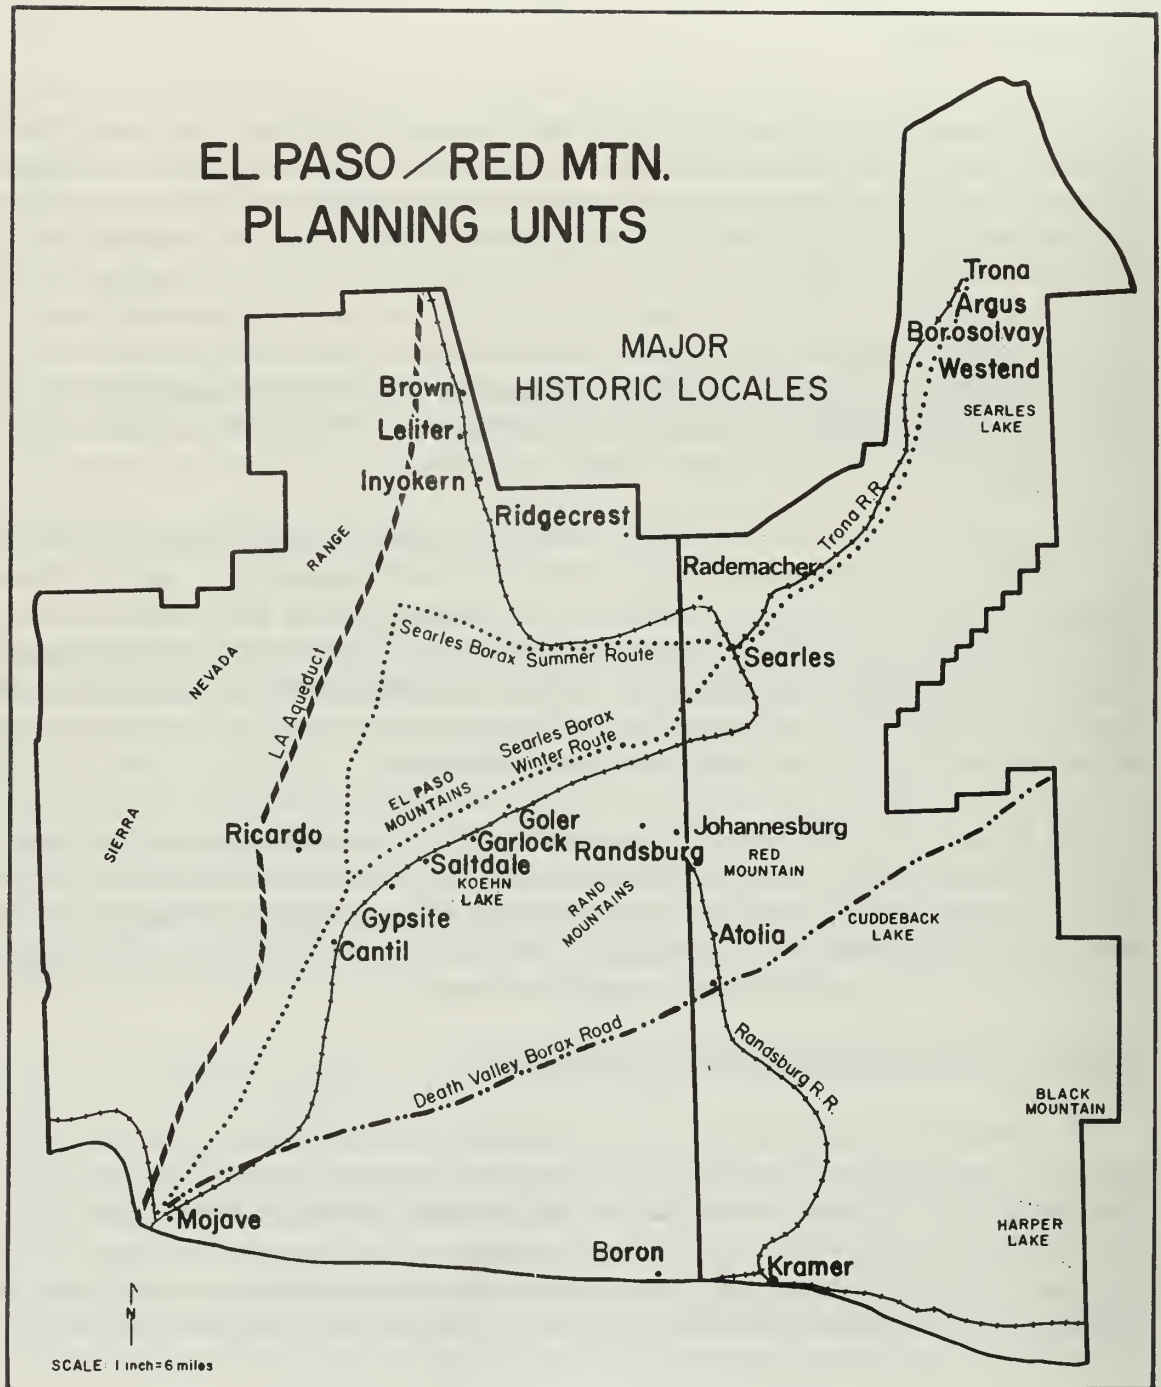 EL PASO / RED MTN.
PLANNING UNITS
MAJOR
HISTORIC LOCALES
Trona
Argus
Borosolvay
Westend
SEARLES
LAKE
Brown
Leliter
Inyokern
Ridgecrest
Trona R.R.
Rademacher
RANGE
NEVADA
SIERRA
LA Aqueduct
Searles Borax Summer Route
Searles
Searles Borax
Winter Route
EL PASO
MOUNTAINS
Ricardo
Goler
Garlock
Saltdale
KOEHN
LAKE
Randsburg
Johannesburg
RED
MOUNTAIN
RAND
MOUNTAINS
Gypsite
Cantil
Atolia
CUDDEBACK
LAKE
Death Valley Borax Road
Randsburg R.R.
BLACK
MOUNTAIN
Mojave
HARPER
LAKE
Boron
Kramer
N
SCALE: 1 inch=6 miles